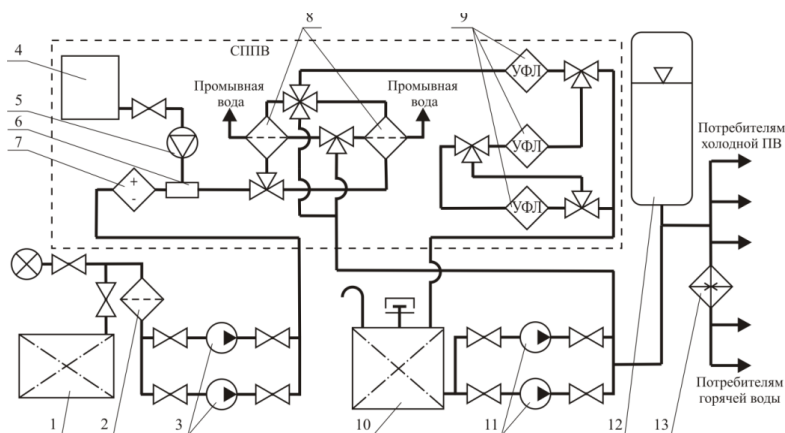 8
9
СППВ
4
Промывная
вода
Промывная
вода
УФЛ
5
6
7
+
-
УФЛ
УФЛ
Потребителям
холодной ПВ
Потребителям
горячей воды
1
2
3
10
11
12
13